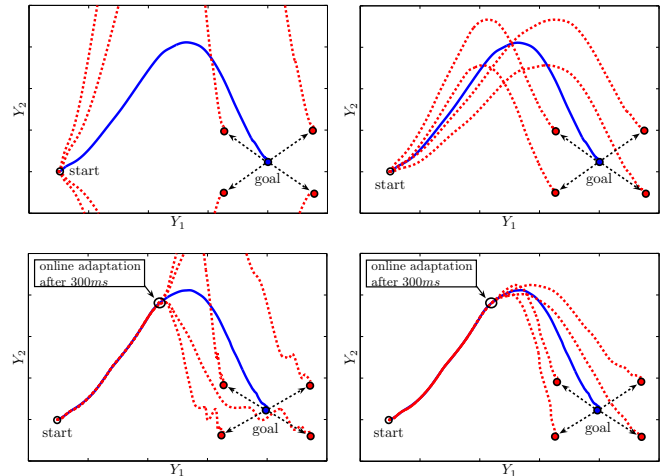 Y2
start
goal
Y1
Y2
start
goal
Y1
online adaptation
after 300ms
Y2
start
goal
Y1
online adaptation
after 300ms
Y2
start
goal
Y1